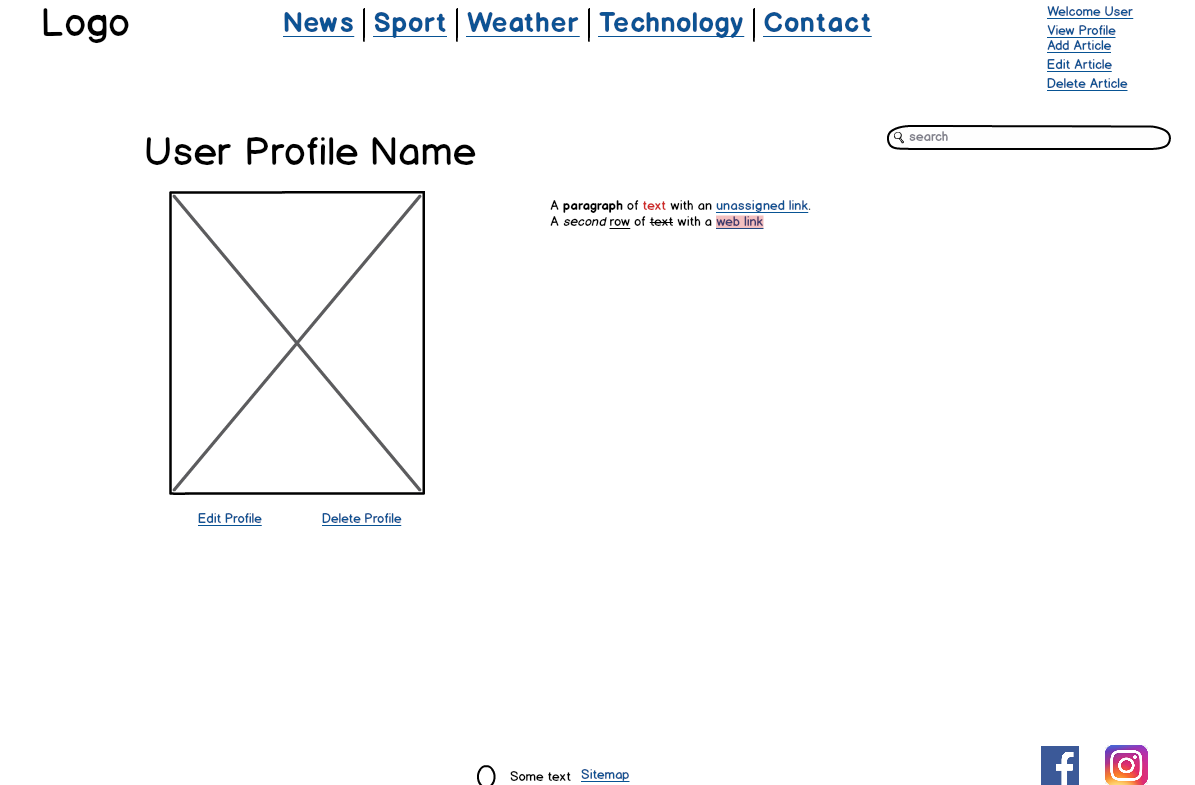 Logo
News | Sport | Weather | Technology | Contact
Welcome User
View Profile
Add Article
Edit Article
Delete Article
search
User Profile Name
A paragraph of text with an unassigned link.
A second row of text with a web link
Edit Profile
Delete Profile
Some text
Sitemap